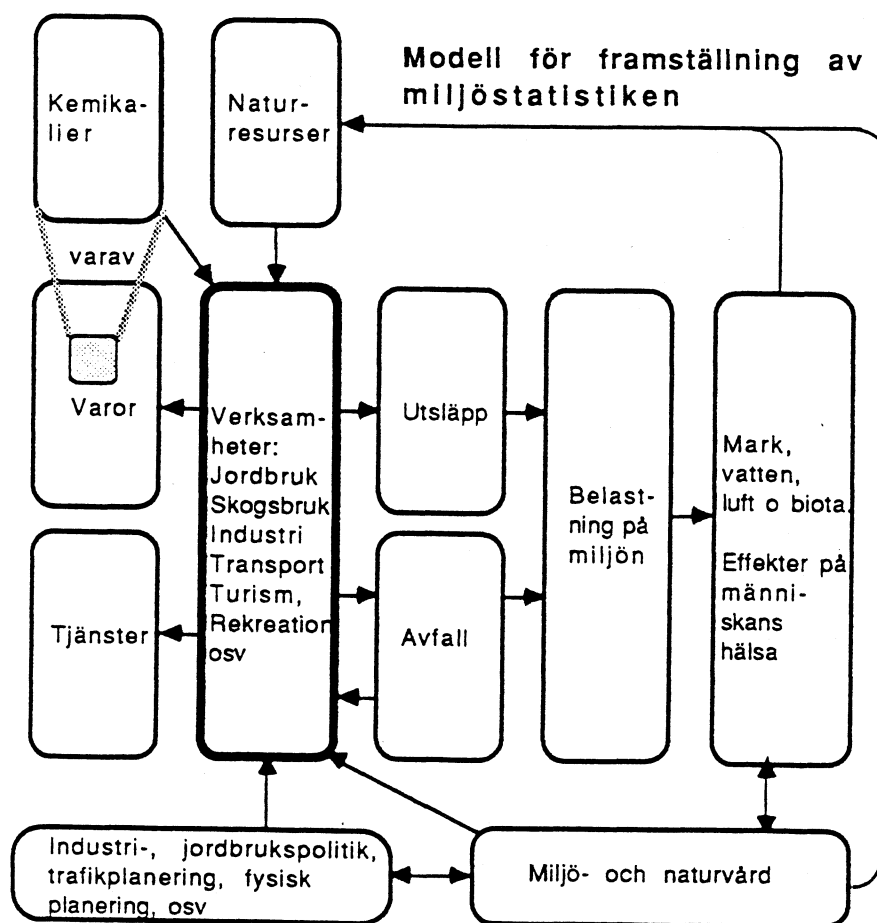 Modell för framställning av
miljöstatistiken
Kemika-
lier
Natur-
resurser
varav
Varor
Verksam-
heter:
Jordbruk
Skogsbruk
Industri
Transport
Turism,
Rekreation
osv
Utsläpp
Belast-
ning på
miljön
Mark,
vatten,
luft o biota.
Effekter på
männi-
skans
hälsa
Tjänster
Avfall
Industri-, jordbrukspolitik,
trafikplanering, fysisk
planering, osv
Miljö- och naturvård